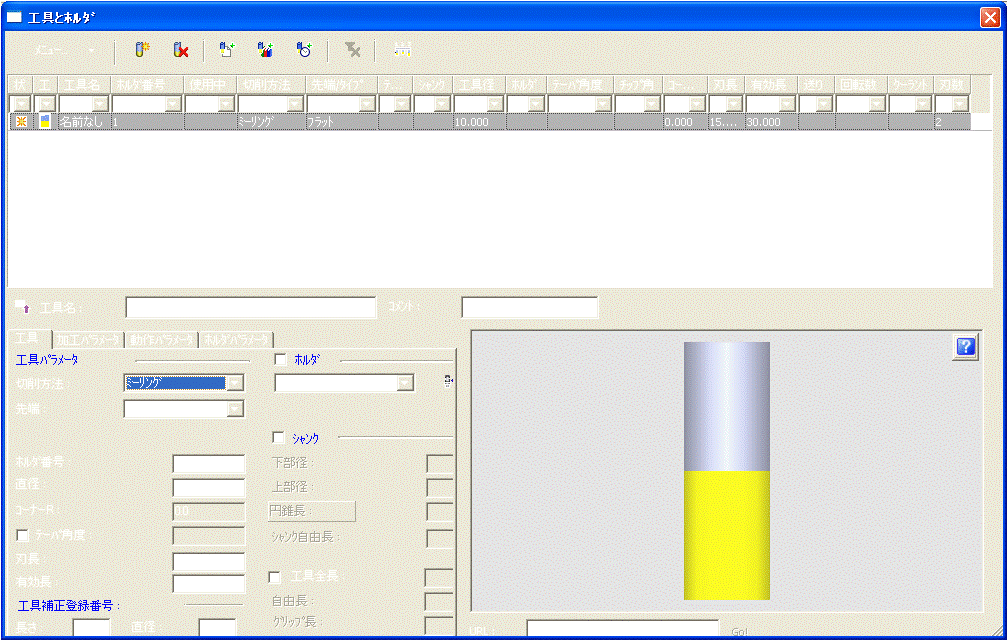 工具とﾎﾙﾀﾞ
メニュー
状 工 工具名 ﾎﾙﾀﾞ番号 使用中 切削方法 先端ﾀｲﾌﾟ テ... ｼｬﾝｸ 工具径 ﾎﾙﾀﾞ ﾃｰﾊﾟ角度 ﾁｯﾌﾟ角 ｺｰ... 刃長 有効長 送り 回転数 ｸｰﾗﾝﾄ 刃数
名前なし 1 ﾐｰﾘﾝｸﾞ ﾌﾗｯﾄ 10.000 0.000 15.... 30.000 2
工具名: ｺﾒﾝﾄ:
工具 加工ﾊﾟﾗﾒｰﾀ 動作ﾊﾟﾗﾒｰﾀ ﾎﾙﾀﾞﾊﾟﾗﾒｰﾀ
工具ﾊﾟﾗﾒｰﾀ ﾎﾙﾀﾞ
切削方法: ﾐｰﾘﾝｸﾞ
先端:
ｼｬﾝｸ
ﾎﾙﾀﾞ番号: 下部径:
直径: 上部径:
ｺｰﾅｰR: 0.0 円錐長:
ﾃｰﾊﾟ角度 ｼｬﾝｸ自由長:
刃長:
有効長: 工具全長:
工具補正登録番号: 自由長:
長さ 直径 ｸﾞﾘｯﾌﾟ長:
URL: Go!